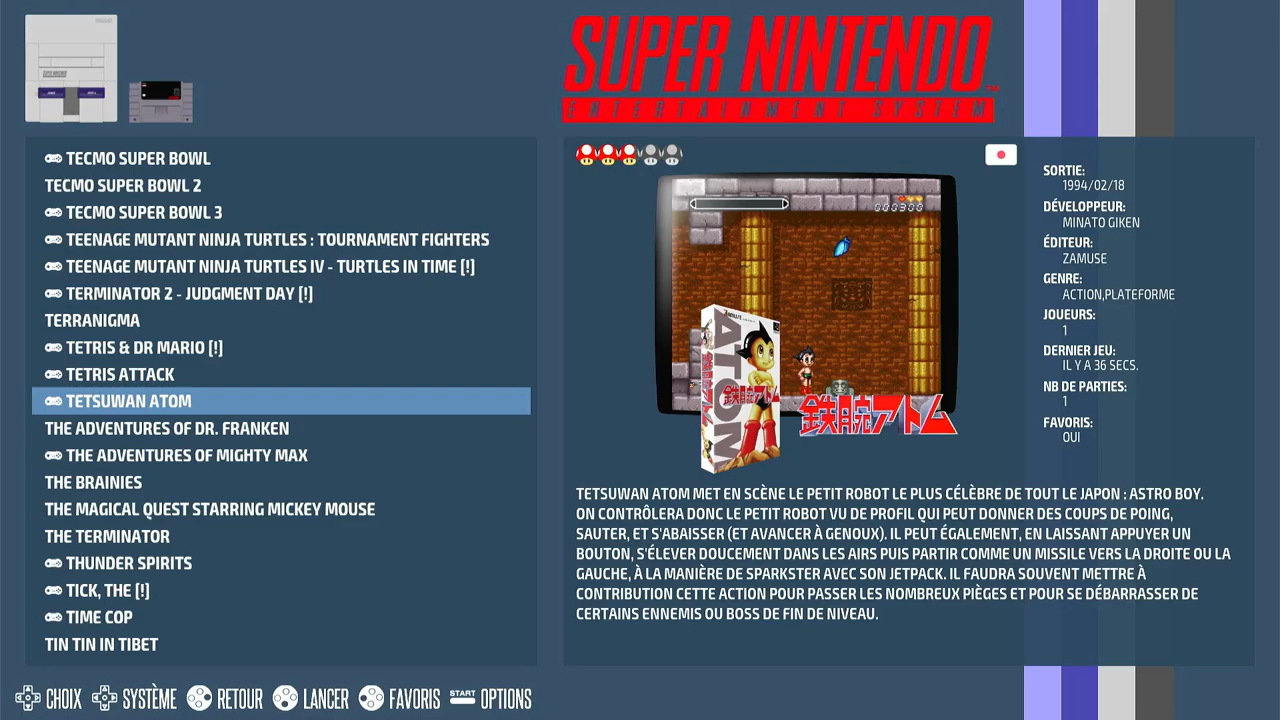 SUPER NINTENDO
ENTERTAINMENT SYSTEM
TECMO SUPER BOWL
TECMO SUPER BOWL 2
TECMO SUPER BOWL 3
TEENAGE MUTANT NINJA TURTLES : TOURNAMENT FIGHTERS
TEENAGE MUTANT NINJA TURTLES IV - TURTLES IN TIME [!]
TERMINATOR 2 - JUDGMENT DAY [!]
TERRANIGMA
TETRIS & DR MARIO [!]
TETRIS ATTACK
TETSUWAN ATOM
THE ADVENTURES OF DR. FRANKEN
THE ADVENTURES OF MIGHTY MAX
THE BRAINIES
THE MAGICAL QUEST STARRING MICKEY MOUSE
THE TERMINATOR
THUNDER SPIRITS
TICK, THE [!]
TIME COP
TIN TIN IN TIBET
000300
ATOM
鉄腕アトム
鉄腕アトム
SORTIE:
1994/02/18
DÉVELOPPEUR:
MINATO GIKEN
ÉDITEUR:
ZAMUSE
GENRE:
ACTION,PLATEFORME
JOUEURS:
1
DERNIER JEU:
IL Y A 36 SECS.
NB DE PARTIES:
1
FAVORIS:
OUI
TETSUWAN ATOM MET EN SCÈNE LE PETIT ROBOT LE PLUS CÉLÈBRE DE TOUT LE JAPON : ASTRO BOY.
ON CONTRÔLERA DONC LE PETIT ROBOT VU DE PROFIL QUI PEUT DONNER DES COUPS DE POING,
SAUTER, ET S'ABAISSER (ET AVANCER À GENOUX). IL PEUT ÉGALEMENT, EN LAISSANT APPUYER UN
BOUTON, S'ÉLEVER DOUCEMENT DANS LES AIRS PUIS PARTIR COMME UN MISSILE VERS LA DROITE OU LA
GAUCHE, À LA MANIÈRE DE SPARKSTER AVEC SON JETPACK. IL FAUDRA SOUVENT METTRE À
CONTRIBUTION CETTE ACTION POUR PASSER LES NOMBREUX PIÈGES ET POUR SE DÉBARRASSER DE
CERTAINS ENNEMIS OU BOSS DE FIN DE NIVEAU.
CHOIX SYSTÈME RETOUR LANCER FAVORIS START OPTIONS